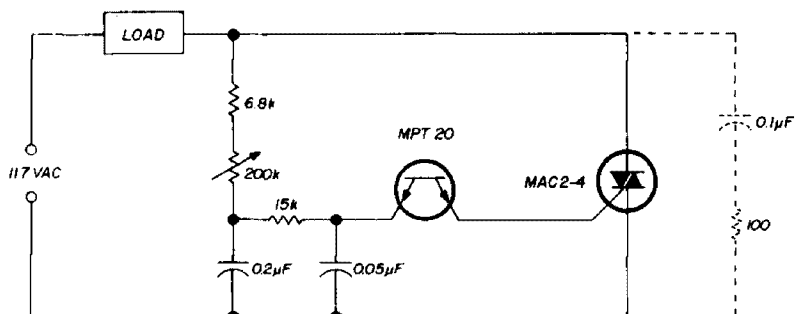 LOAD
6.8k
117 VAC
200k
MPT 20
MAC2-4
0.1µF
15k
100
0.2µF
0.05µF